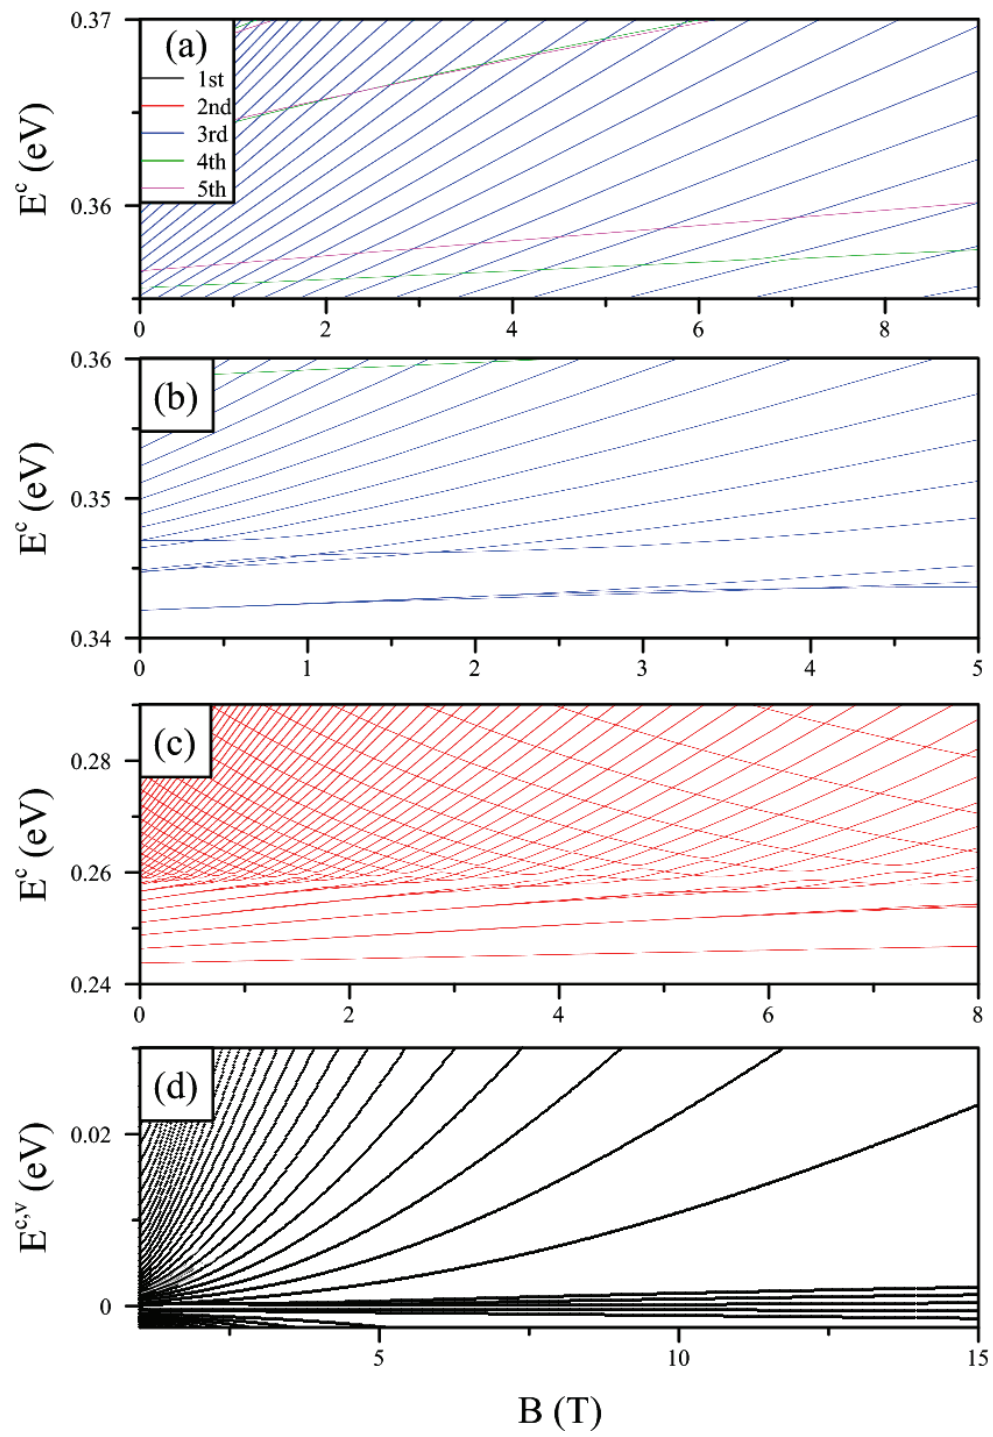 0.37
(a)
1st
2nd
3rd
4th
5th
0.36
E^c (eV)
0 2 4 6 8
0.36
(b)
0.35
E^c (eV)
0.34
0 1 2 3 4 5
(c)
0.28
0.26
E^c (eV)
0.24
0 2 4 6 8
(d)
0.02
E^c,v (eV)
0
5 10 15
B (T)